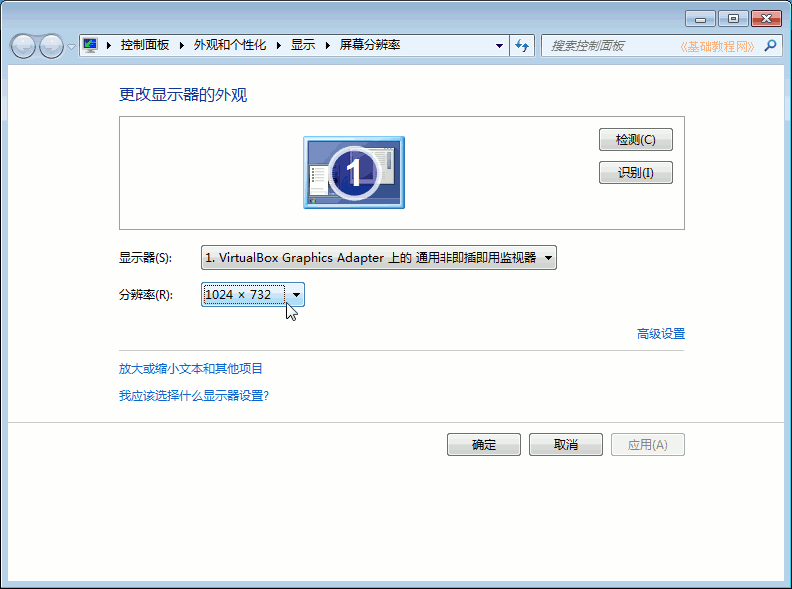 控制面板 ▸ 外观和个性化 ▸ 显示 ▸ 屏幕分辨率
搜索控制面板
《基础教程网》
更改显示器的外观
1
检测(C)
识别(I)
显示器(S): 1. VirtualBox Graphics Adapter 上的 通用非即插即用监视器
分辨率(R): 1024 × 732
高级设置
放大或缩小文本和其他项目
我应该选择什么显示器设置?
确定 取消 应用(A)